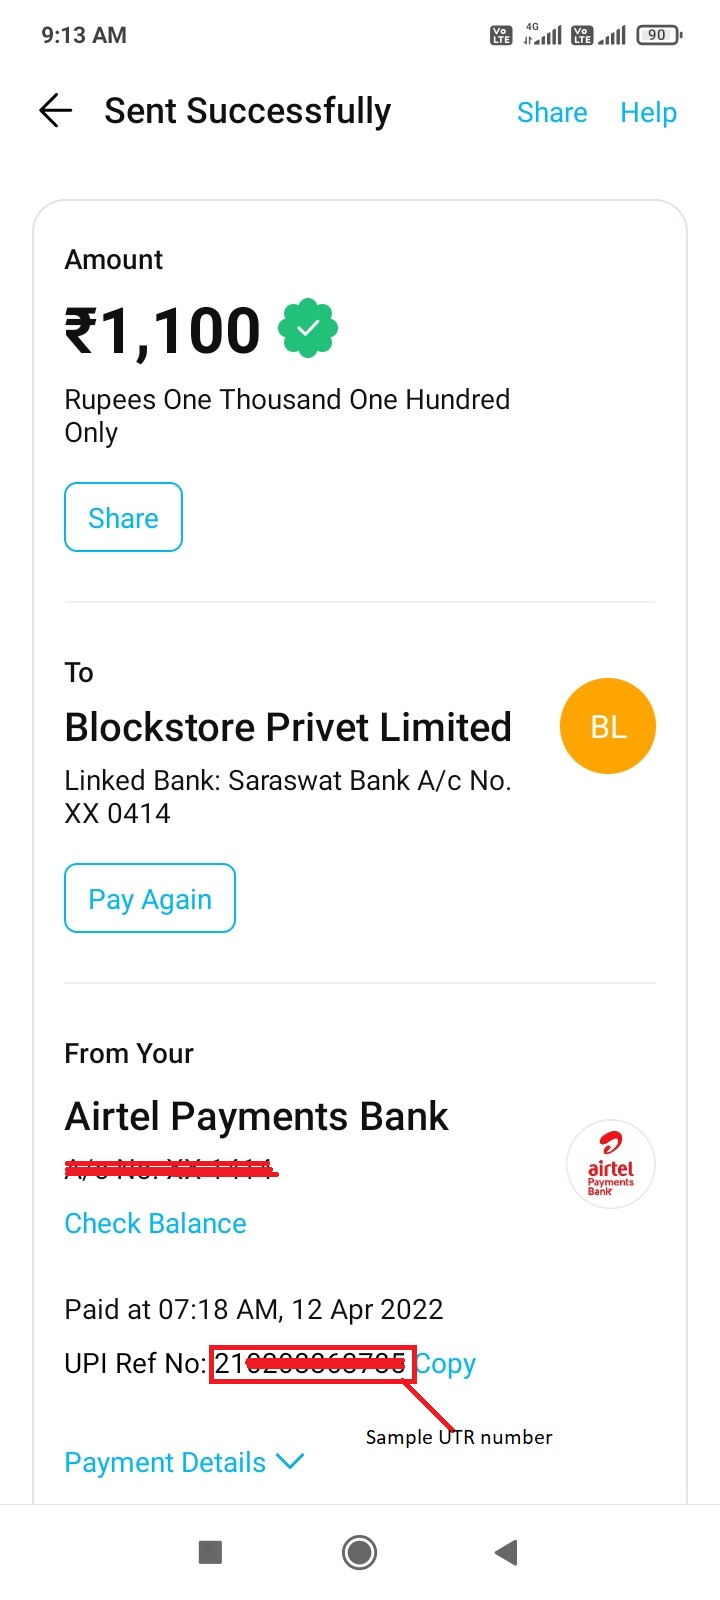 9:13 AM
Vo LTE 4G Vo LTE 90
Sent Successfully Share Help
Amount
₹1,100
Rupees One Thousand One Hundred
Only
Share
To
Blockstore Privet Limited
BL
Linked Bank: Saraswat Bank A/c No.
XX 0414
Pay Again
From Your
Airtel Payments Bank
airtel
Payments
Bank
Check Balance
Paid at 07:18 AM, 12 Apr 2022
UPI Ref No: Copy
Sample UTR number
Payment Details